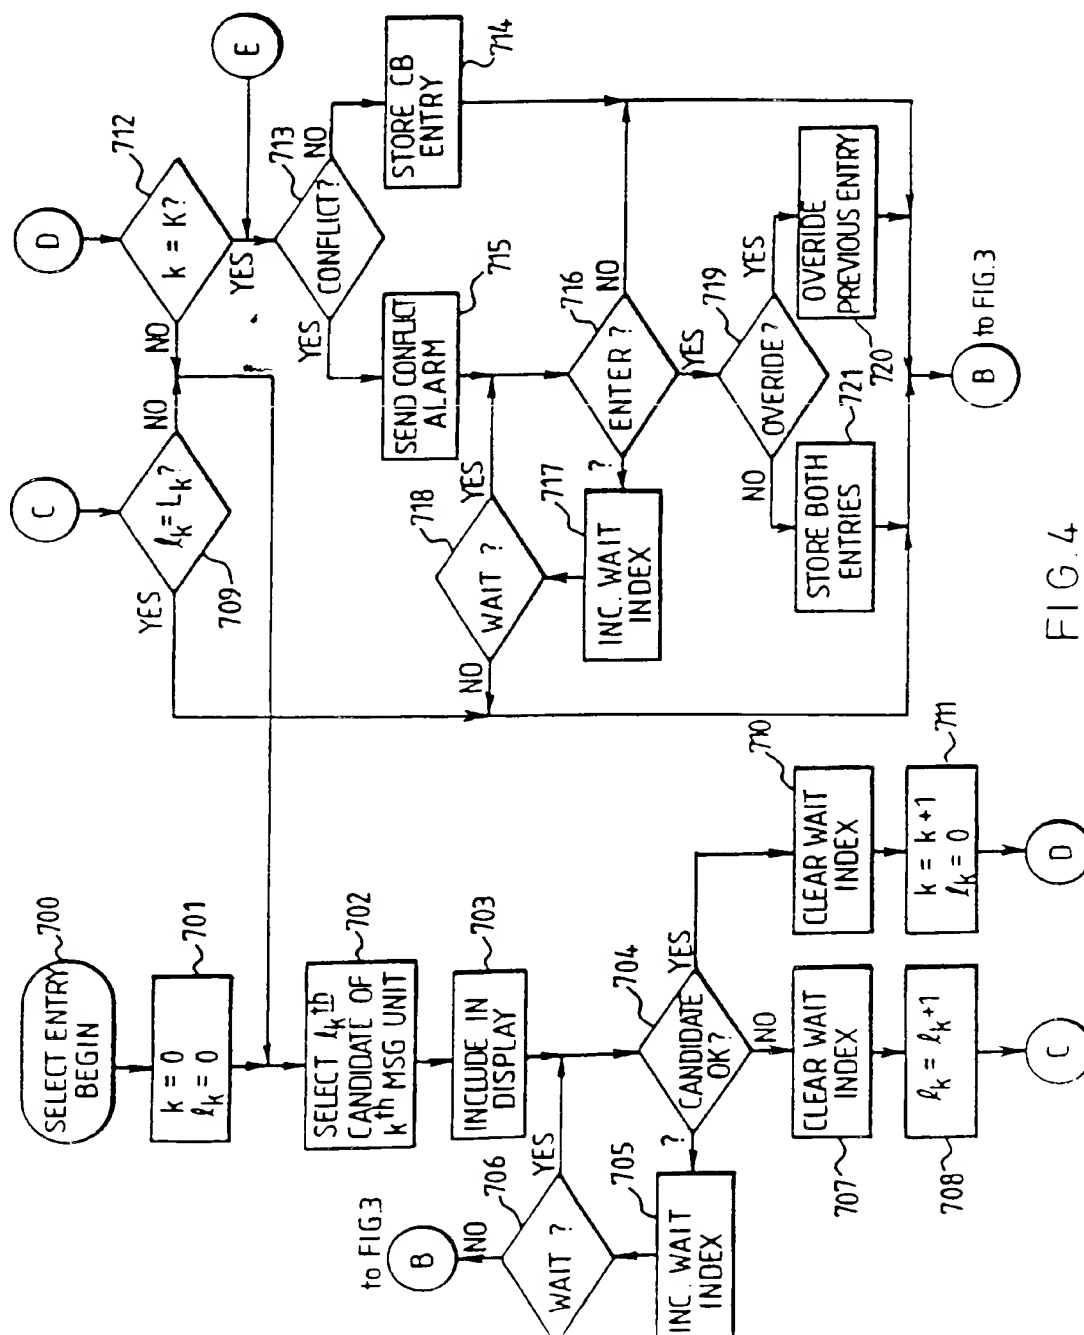 SELECT ENTRY
BEGIN
700
k = 0
ℓk = 0
701
SELECT ℓk th
CANDIDATE OF
k th MSG UNIT
702
INCLUDE IN
DISPLAY
703
CANDIDATE
OK?
704
YES
NO
?
INC. WAIT
INDEX
705
WAIT ?
706
YES
NO
B
to FIG.3
CLEAR WAIT
INDEX
707
ℓk = ℓk+1
708
C
CLEAR WAIT
INDEX
710
k = k+1
ℓk = 0
711
D
C
ℓk = Lk?
709
YES
NO
D
k = K?
712
NO
YES
E
CONFLICT?
713
YES
NO
STORE CB
ENTRY
714
SEND CONFLICT
ALARM
715
ENTER ?
716
NO
YES
?
INC. WAIT
INDEX
717
WAIT ?
718
YES
NO
OVERIDE?
719
NO
YES
STORE BOTH
ENTRIES
721
OVERIDE
PREVIOUS ENTRY
720
B
to FIG.3
FIG. 4